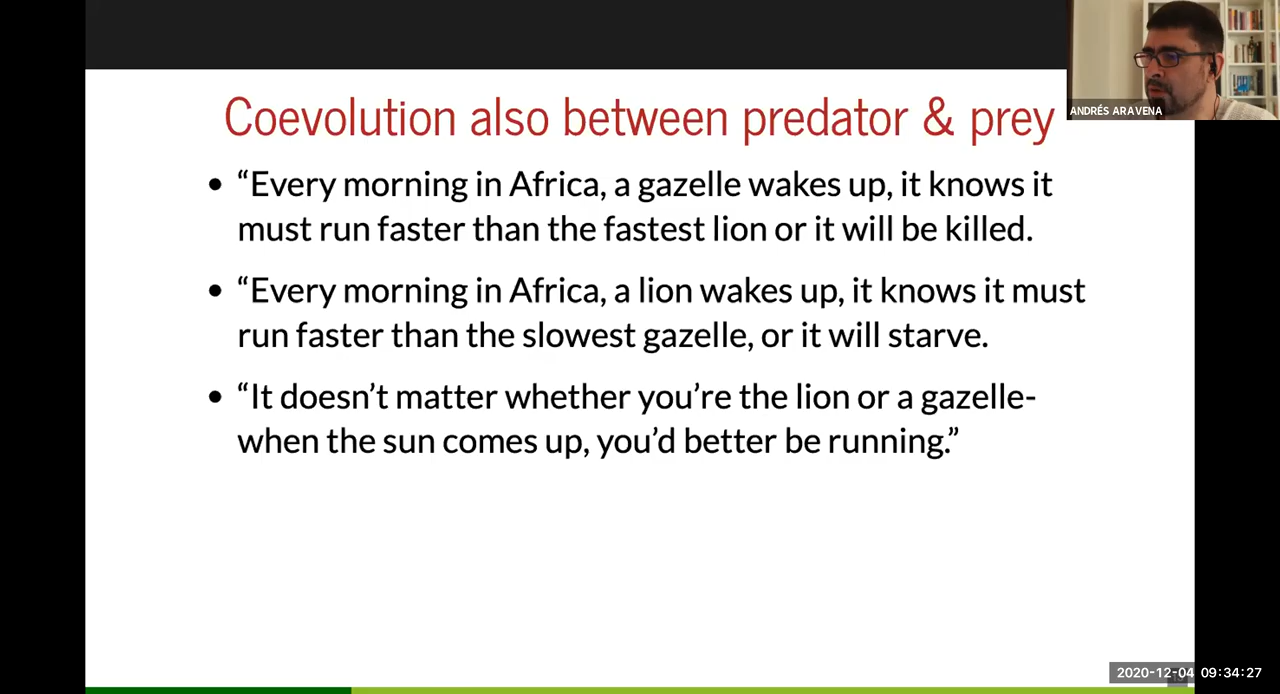 Coevolution also between predator & prey
ANDRÉS ARAVENA
• “Every morning in Africa, a gazelle wakes up, it knows it
must run faster than the fastest lion or it will be killed.
• “Every morning in Africa, a lion wakes up, it knows it must
run faster than the slowest gazelle, or it will starve.
• “It doesn’t matter whether you’re the lion or a gazelle-
when the sun comes up, you’d better be running.”
2020-12-04 09:34:27